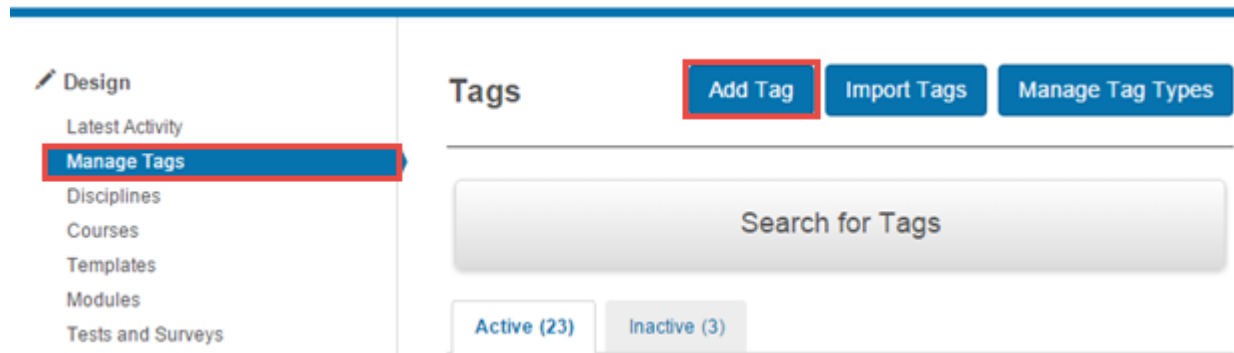 Design
Latest Activity
Manage Tags
Disciplines
Courses
Templates
Modules
Tests and Surveys
Tags
Add Tag
Import Tags
Manage Tag Types
Search for Tags
Active (23)
Inactive (3)